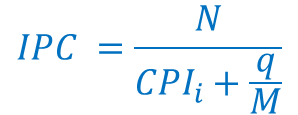 IPC = N / (CPI_i + q/M)